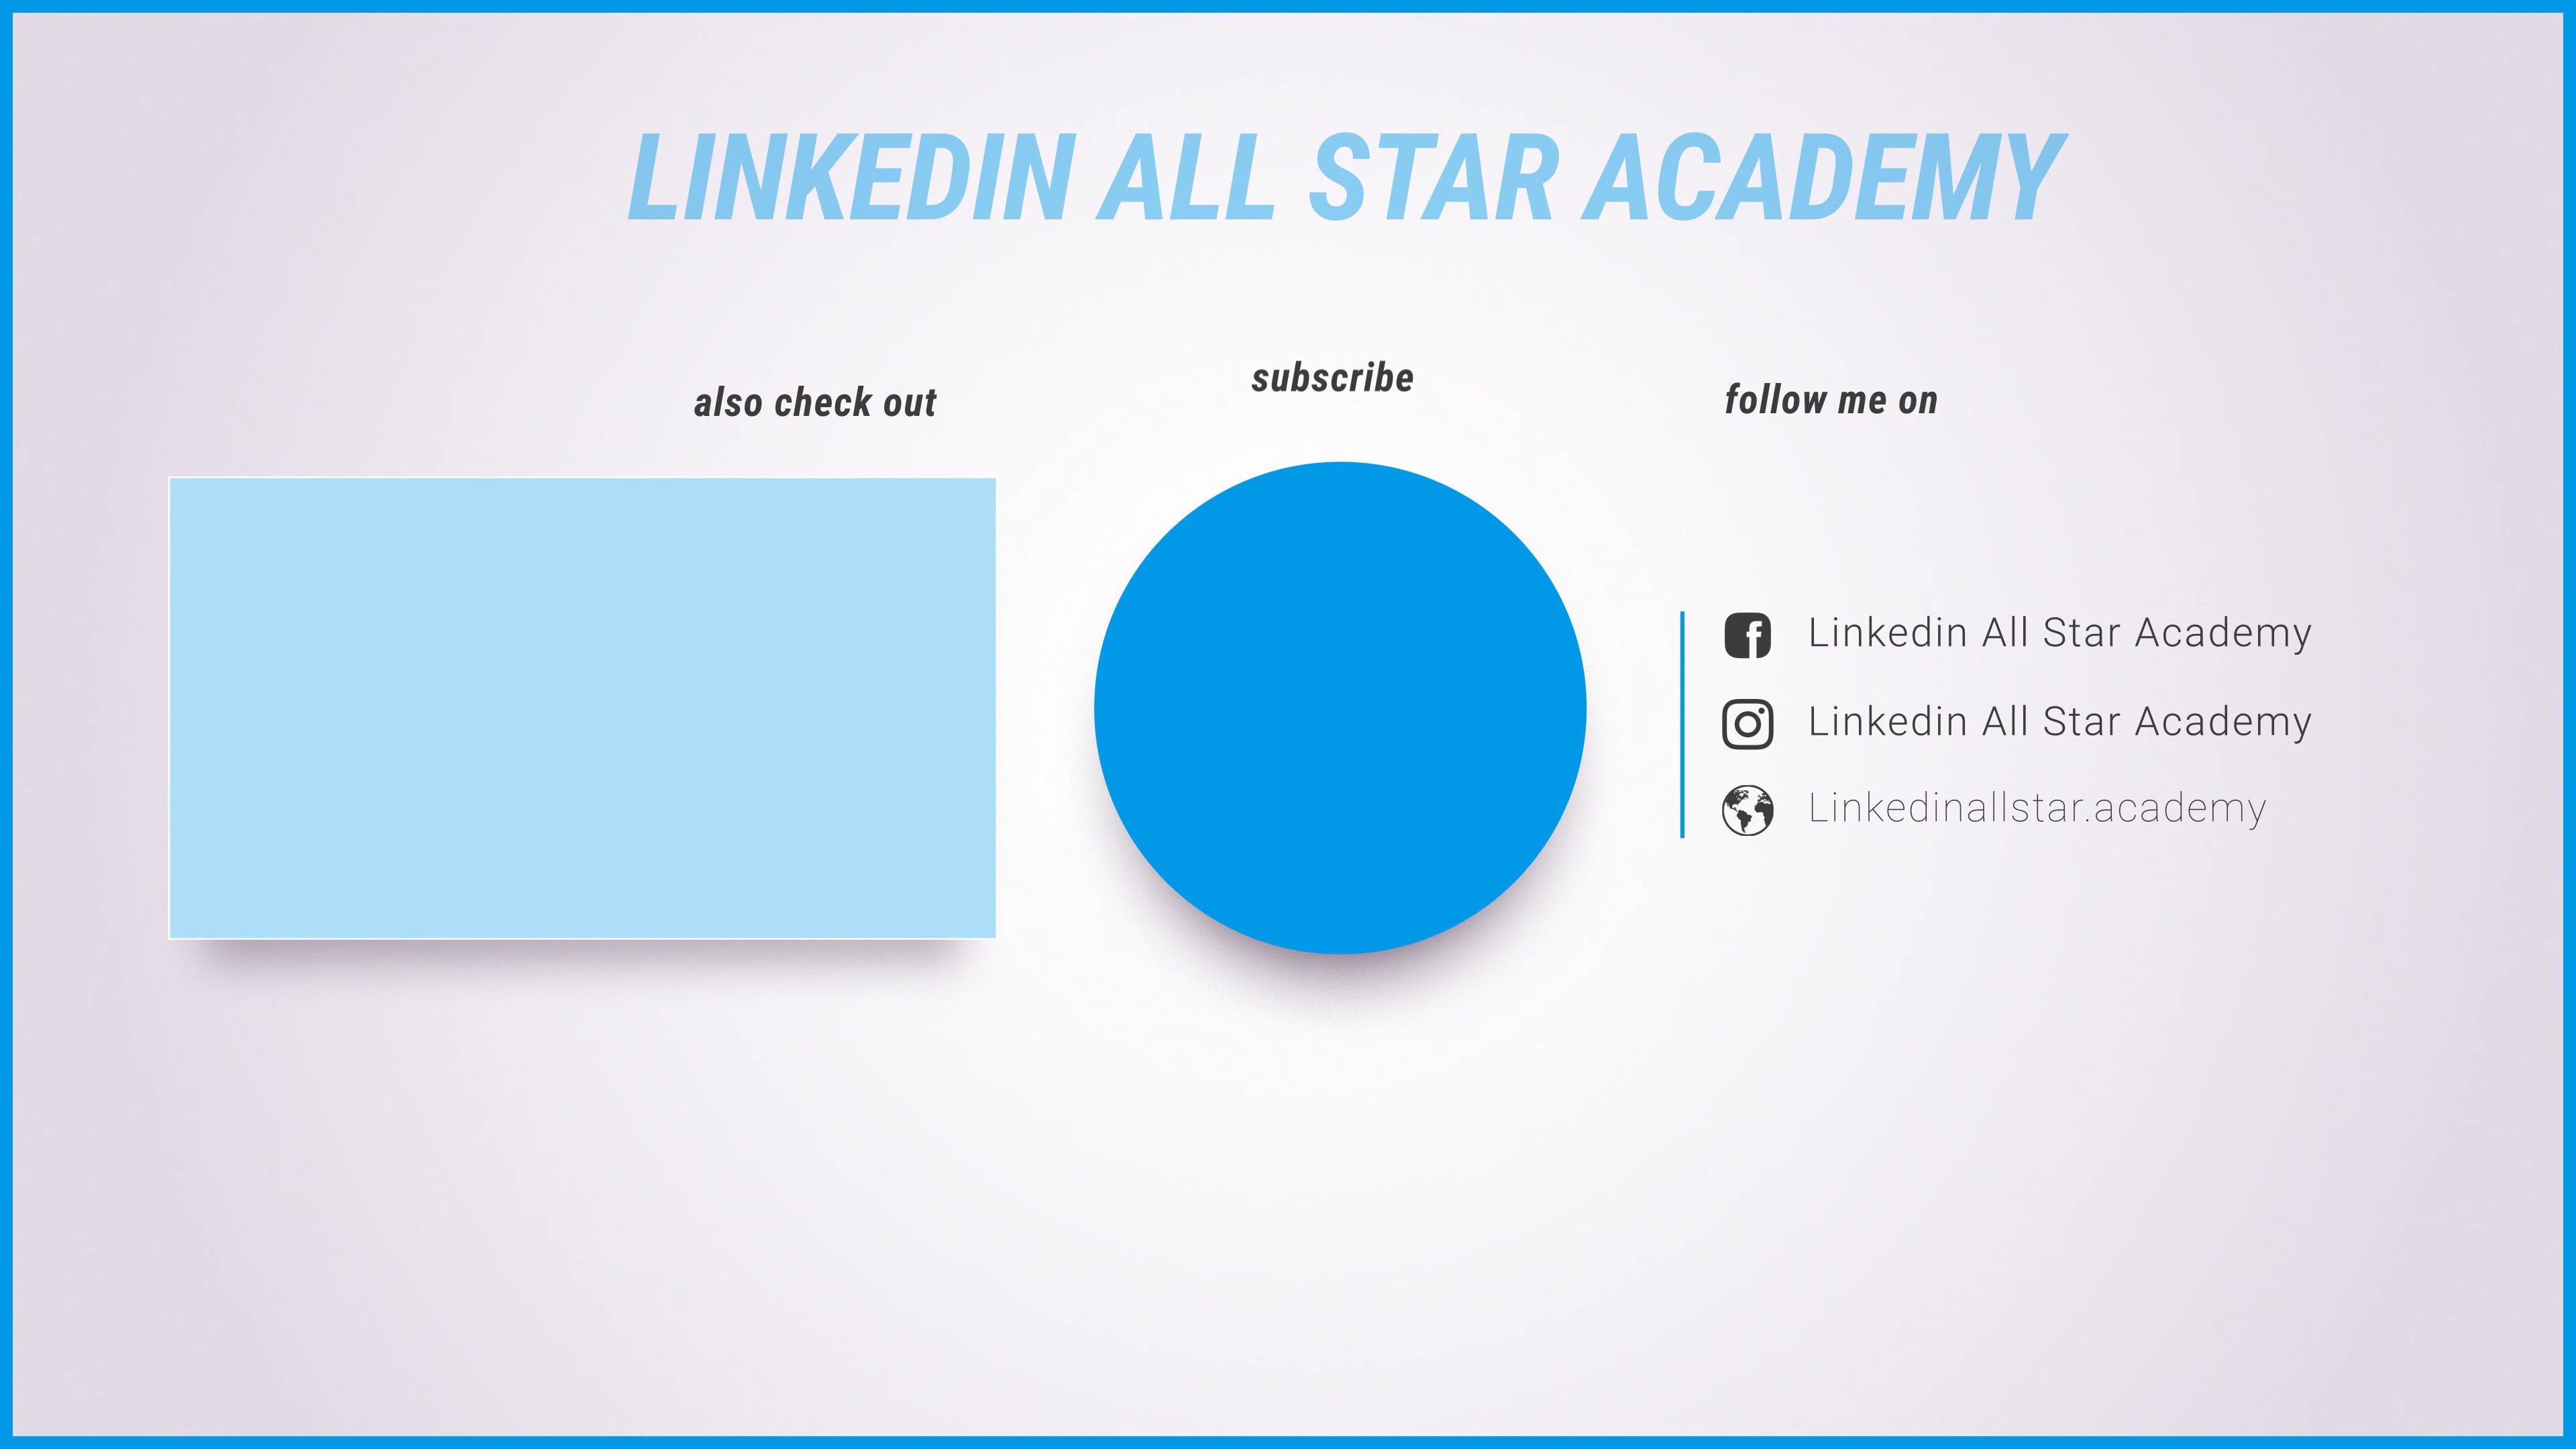 LINKEDIN ALL STAR ACADEMY
also check out
subscribe
follow me on
Linkedin All Star Academy
Linkedin All Star Academy
Linkedinallstar.academy